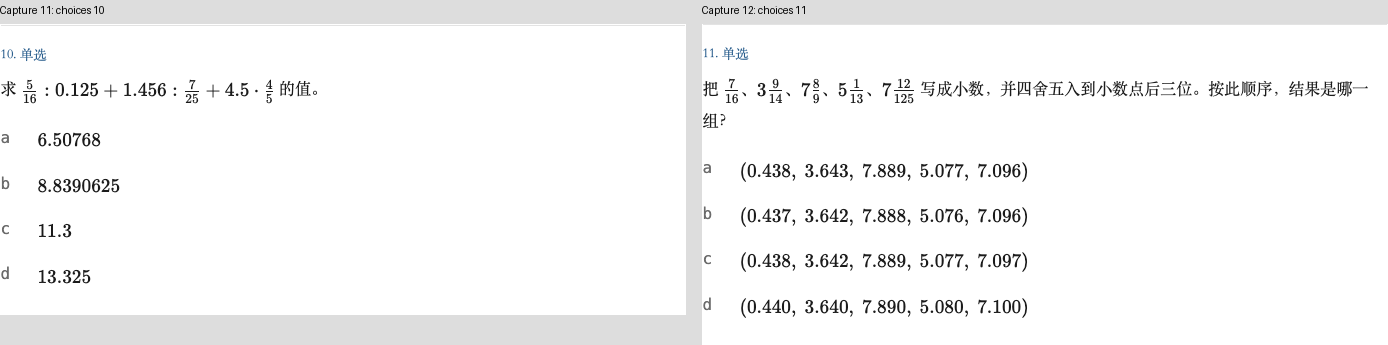 Capture 11: choices 10
10. 单选
求 5/16 : 0.125 + 1.456 : 7/25 + 4.5 · 4/5 的值。
a 6.50768
b 8.8390625
c 11.3
d 13.325
Capture 12: choices 11
11. 单选
把 7/16、3 9/14、7 8/9、5 1/13、7 12/125 写成小数，并四舍五入到小数点后三位。按此顺序，结果是哪一
组？
a (0.438, 3.643, 7.889, 5.077, 7.096)
b (0.437, 3.642, 7.888, 5.076, 7.096)
c (0.438, 3.642, 7.889, 5.077, 7.097)
d (0.440, 3.640, 7.890, 5.080, 7.100)